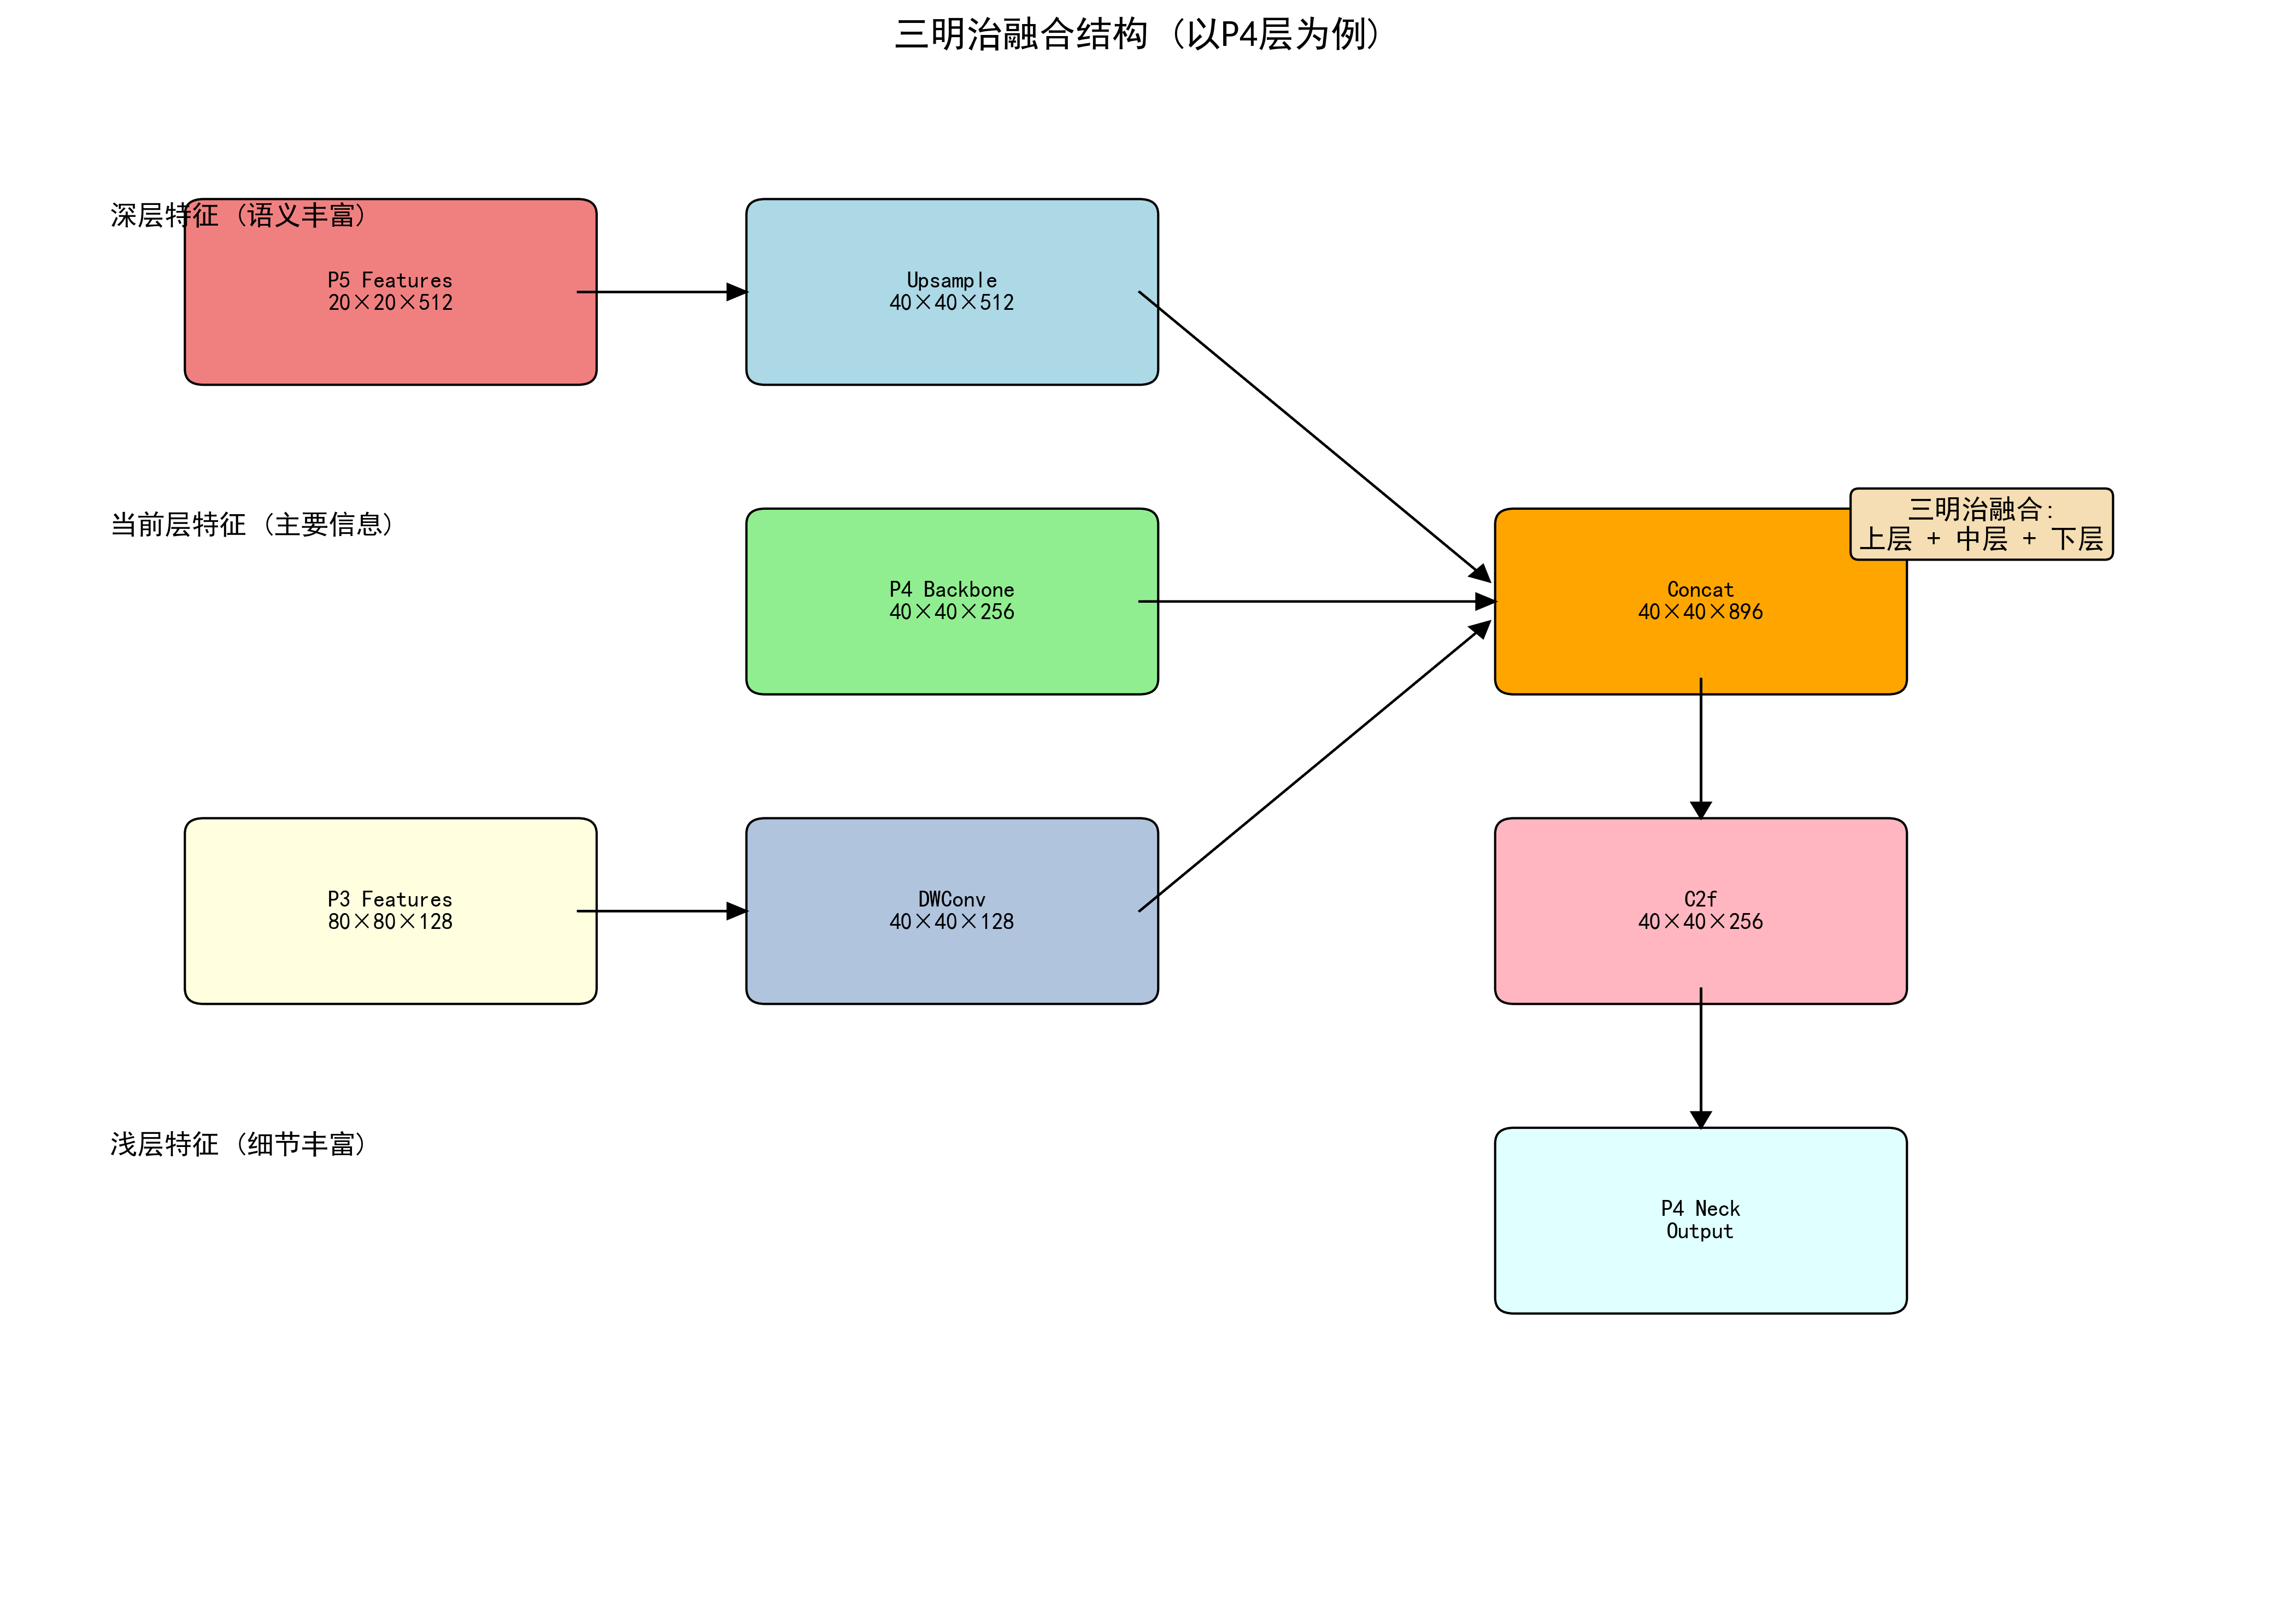 三明治融合结构 (以P4层为例)
深层特征 (语义丰富)
P5 Features
20×20×512
Upsample
40×40×512
当前层特征 (主要信息)
P4 Backbone
40×40×256
三明治融合:
上层 + 中层 + 下层
Concat
40×40×896
P3 Features
80×80×128
DWConv
40×40×128
C2f
40×40×256
浅层特征 (细节丰富)
P4 Neck
Output